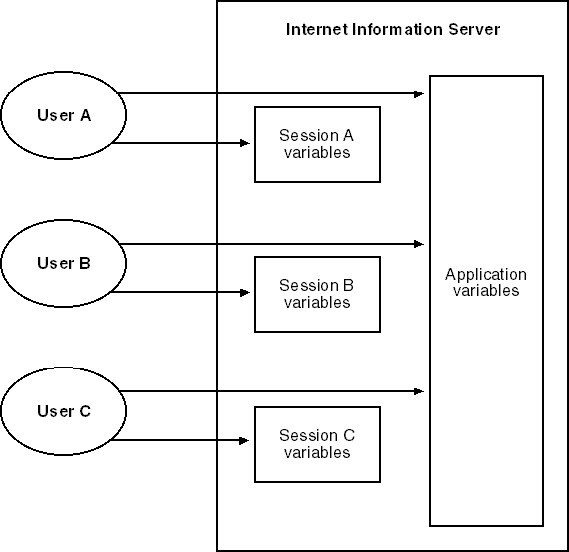 Internet Information Server
User A
Session A
variables
User B
Session B
variables
Application
variables
User C
Session C
variables